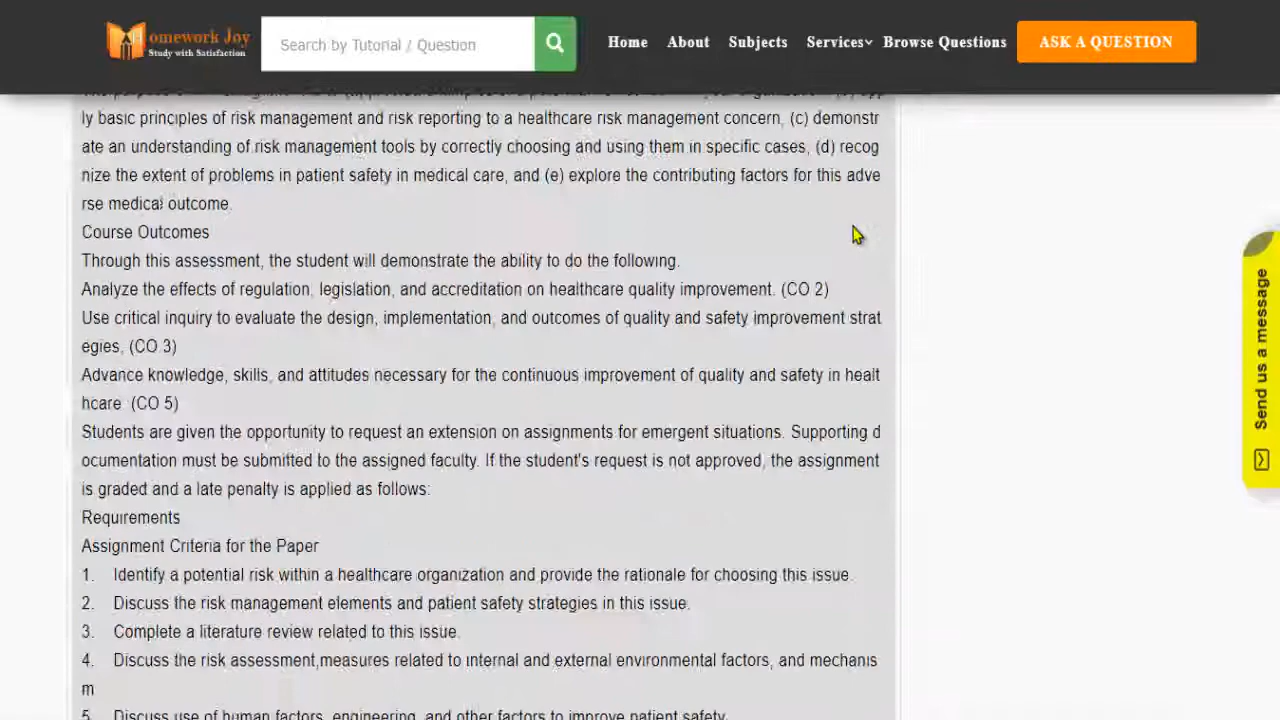 omework Joy
Study with Satisfaction
Search by Tutorial / Question
Home About Subjects Services Browse Questions ASK A QUESTION
ly basic principles of risk management and risk reporting to a healthcare risk management concern, (c) demonstr
ate an understanding of risk management tools by correctly choosing and using them in specific cases, (d) recog
nize the extent of problems in patient safety in medical care, and (e) explore the contributing factors for this adve
rse medical outcome.
Course Outcomes
Through this assessment, the student will demonstrate the ability to do the following.
Analyze the effects of regulation, legislation, and accreditation on healthcare quality improvement. (CO 2)
Use critical inquiry to evaluate the design, implementation, and outcomes of quality and safety improvement strat
egies, (CO 3)
Advance knowledge, skills, and attitudes necessary for the continuous improvement of quality and safety in healt
hcare (CO 5)
Students are given the opportunity to request an extension on assignments for emergent situations. Supporting d
ocumentation must be submitted to the assigned faculty. If the student's request is not approved, the assignment
is graded and a late penalty is applied as follows:
Requirements
Assignment Criteria for the Paper
1. Identify a potential risk within a healthcare organization and provide the rationale for choosing this issue.
2. Discuss the risk management elements and patient safety strategies in this issue.
3. Complete a literature review related to this issue.
4. Discuss the risk assessment,measures related to internal and external environmental factors, and mechanis
m
5. Discuss use of human factors, engineering, and other factors to improve patient safety.
Send us a message